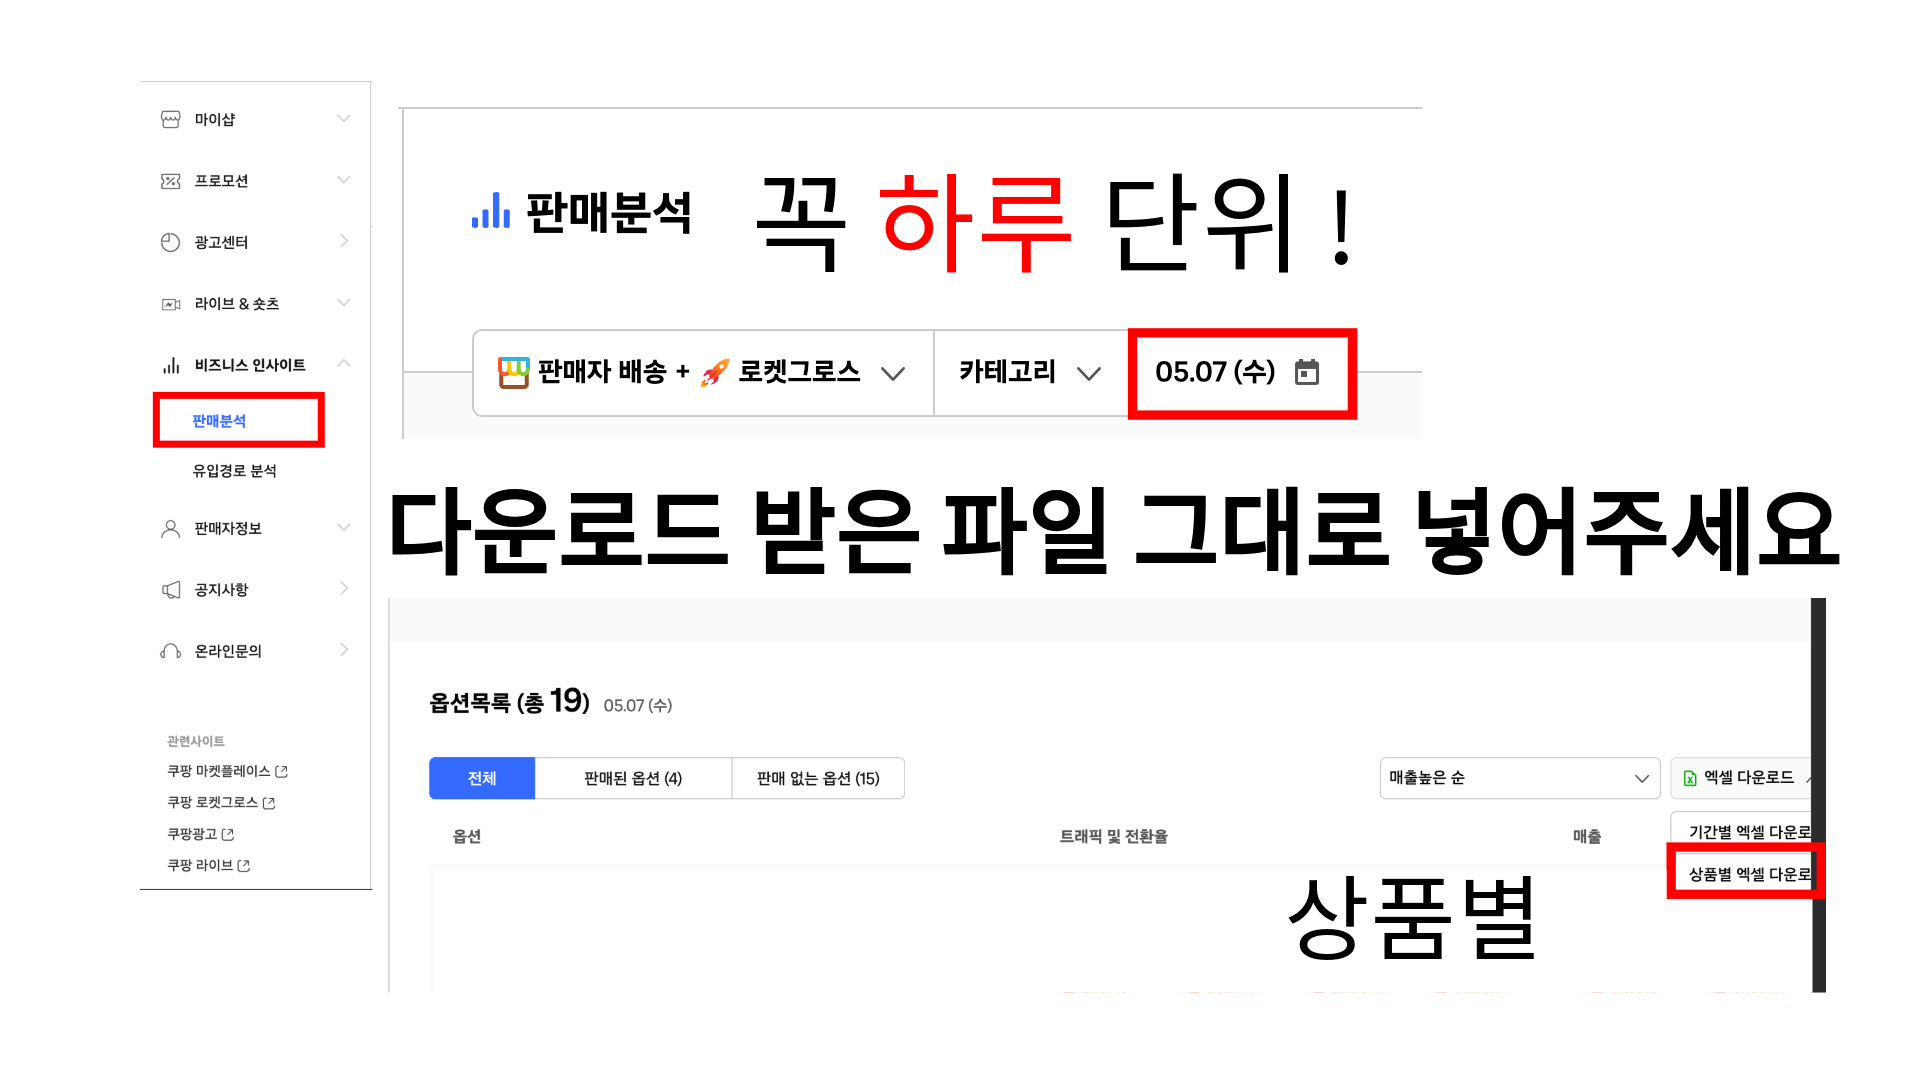 마이샵
프로모션
광고센터
라이브 & 숏츠
비즈니스 인사이트
판매분석
유입경로 분석
판매자정보
공지사항
온라인문의
관련사이트
쿠팡 마켓플레이스
쿠팡 로켓그로스
쿠팡광고
쿠팡 라이브
판매분석 꼭 하루 단위 !
판매자 배송 + 로켓그로스 카테고리 05.07 (수)
다운로드 받은 파일 그대로 넣어주세요
옵션목록 (총 19) 05.07 (수)
전체 판매된 옵션 (4) 판매 없는 옵션 (15) 매출높은 순 엑셀 다운로드
옵션 트래픽 및 전환율 매출 기간별 엑셀 다운로
상품별 엑셀 다운로
상품별